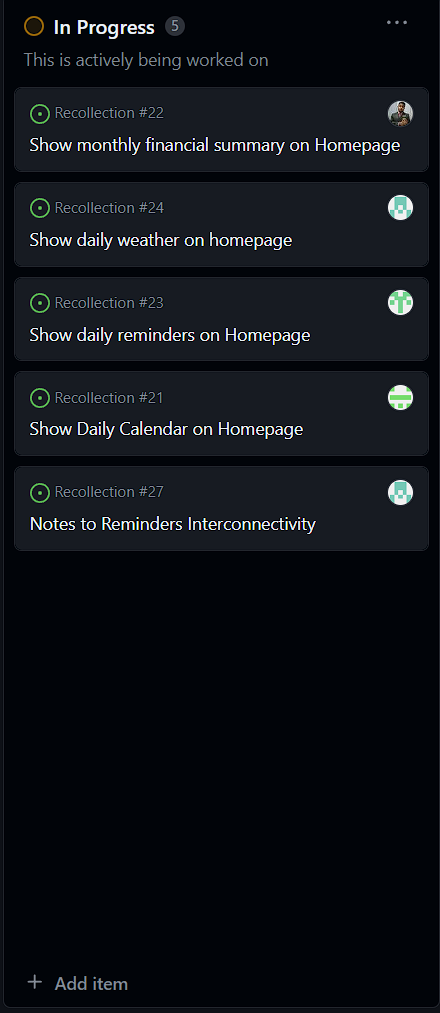 In Progress 5
This is actively being worked on
Recollection #22
Show monthly financial summary on Homepage
Recollection #24
Show daily weather on homepage
Recollection #23
Show daily reminders on Homepage
Recollection #21
Show Daily Calendar on Homepage
Recollection #27
Notes to Reminders Interconnectivity
+ Add item